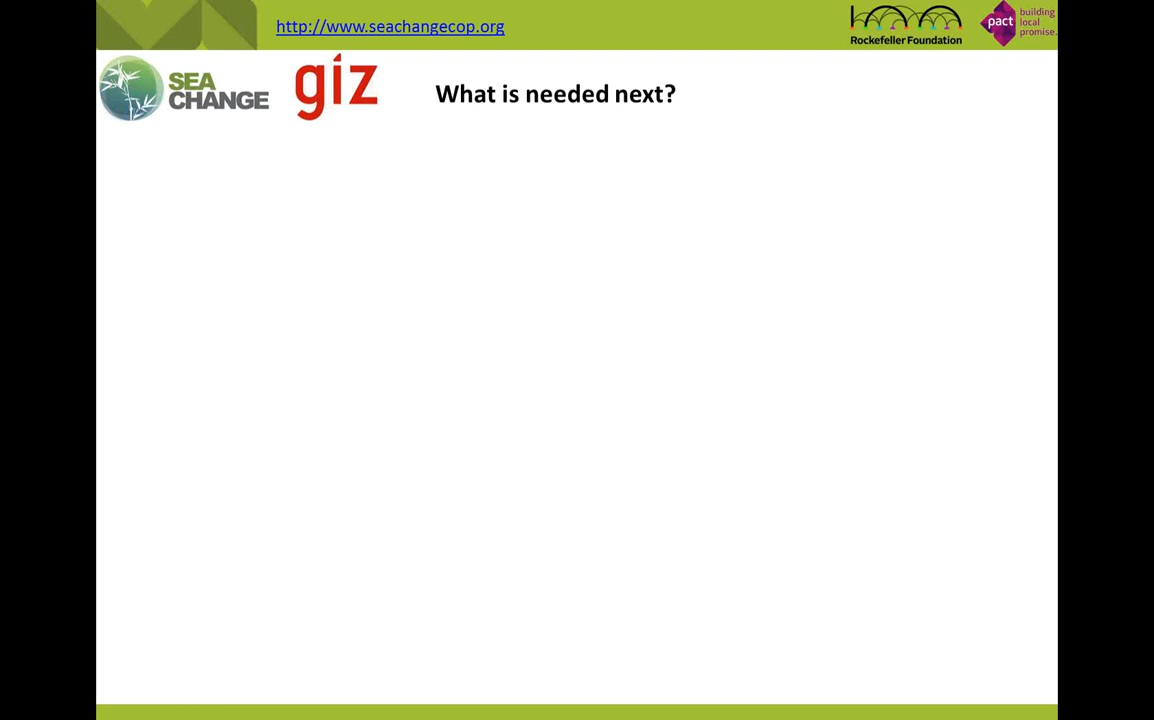 http://www.seachangecop.org
Rockefeller Foundation
pact
building
local
promise.
SEA
CHANGE
giz
What is needed next?